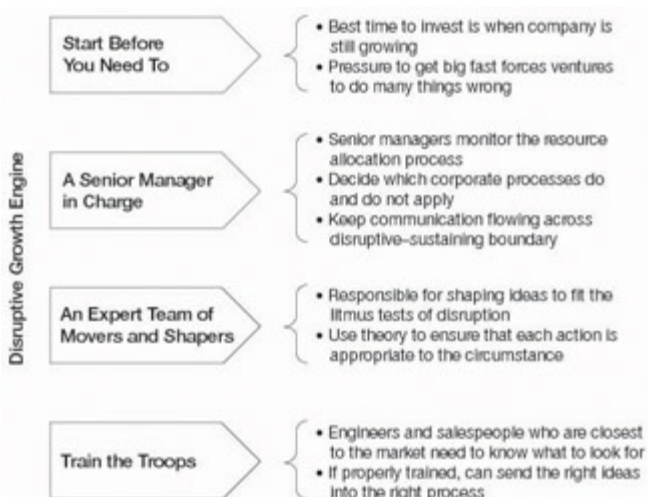 Disruptive Growth Engine
Start Before
You Need To
• Best time to invest is when company is
still growing
• Pressure to get big fast forces ventures
to do many things wrong
A Senior Manager
in Charge
• Senior managers monitor the resource
allocation process
• Decide which corporate processes do
and do not apply
• Keep communication flowing across
disruptive–sustaining boundary
An Expert Team of
Movers and Shapers
• Responsible for shaping ideas to fit the
litmus tests of disruption
• Use theory to ensure that each action is
appropriate to the circumstance
Train the Troops
• Engineers and salespeople who are closest
to the market need to know what to look for
• If properly trained, can send the right ideas
into the right process